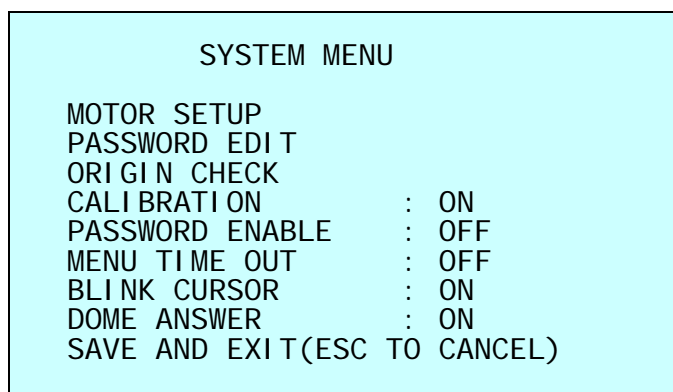 SYSTEM MENU
MOTOR SETUP
PASSWORD EDIT
ORIGIN CHECK
CALIBRATION : ON
PASSWORD ENABLE : OFF
MENU TIME OUT : OFF
BLINK CURSOR : ON
DOME ANSWER : ON
SAVE AND EXIT(ESC TO CANCEL)